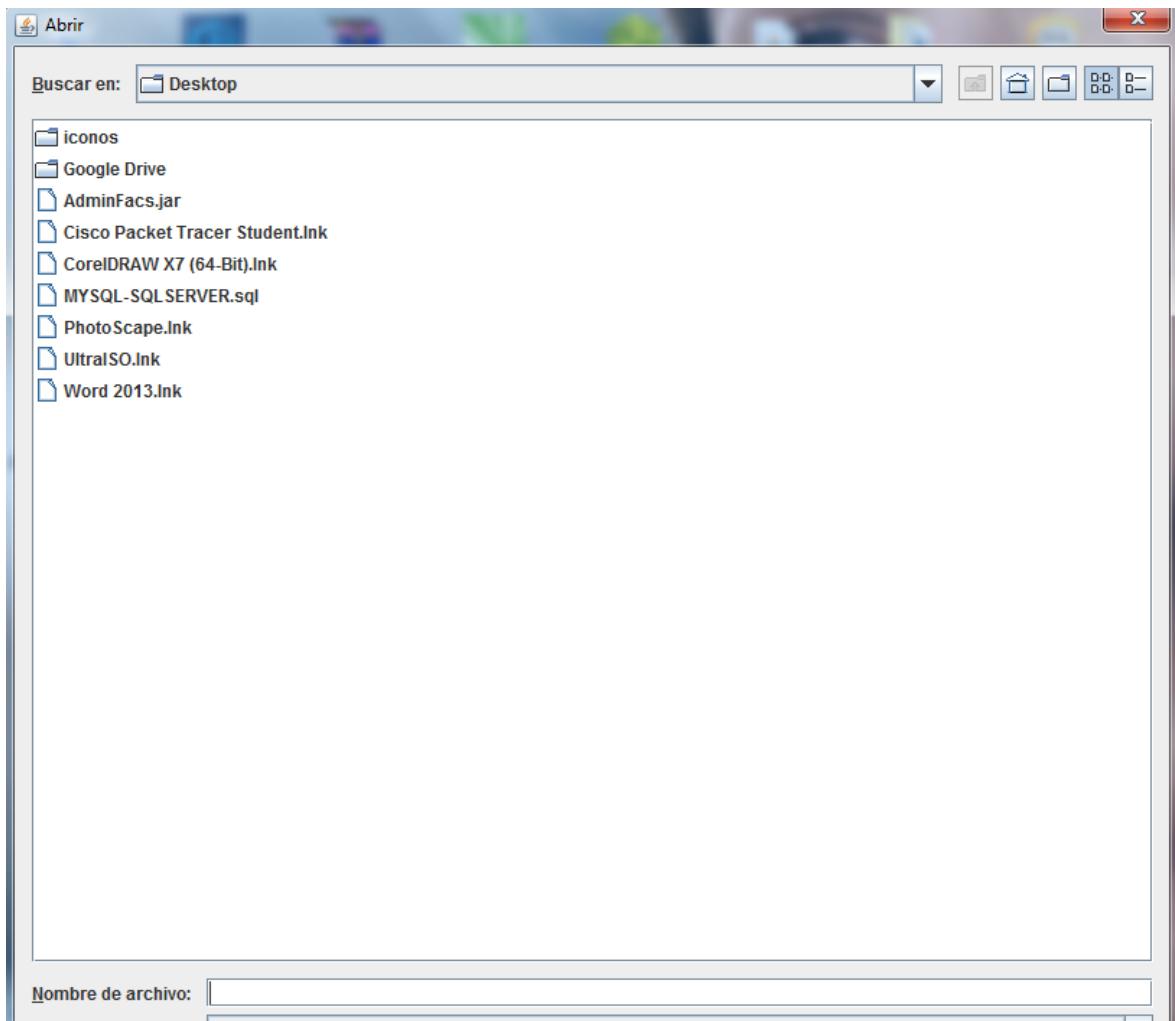 Abrir
Buscar en: Desktop
iconos
Google Drive
AdminFacs.jar
Cisco Packet Tracer Student.lnk
CorelDRAW X7 (64-Bit).lnk
MYSQL-SQLSERVER.sql
PhotoScape.lnk
UltraISO.lnk
Word 2013.lnk
Nombre de archivo: